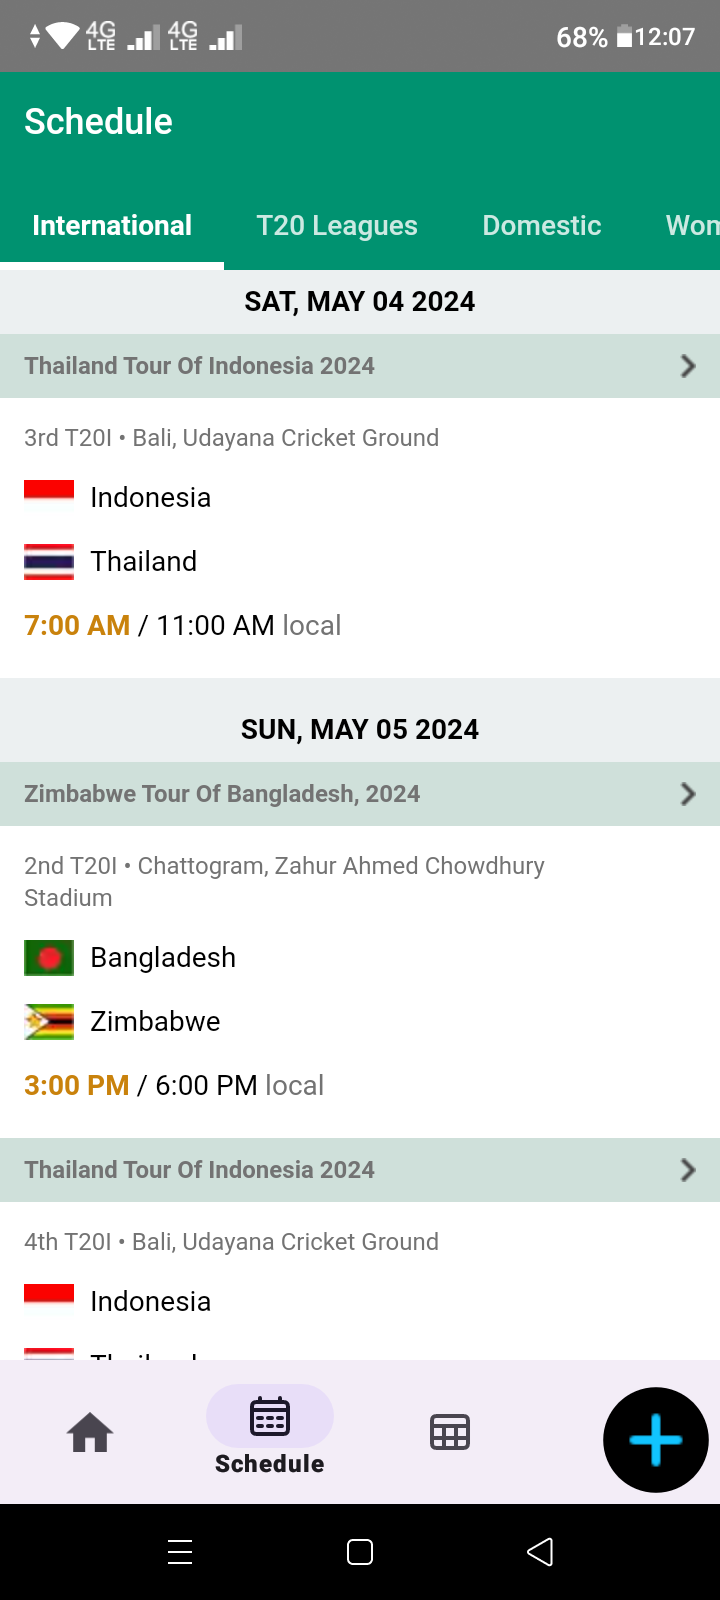 4G LTE 4G LTE 68% 12:07
Schedule
International T20 Leagues Domestic Wom
SAT, MAY 04 2024
Thailand Tour Of Indonesia 2024
3rd T20I • Bali, Udayana Cricket Ground
Indonesia
Thailand
7:00 AM / 11:00 AM local
SUN, MAY 05 2024
Zimbabwe Tour Of Bangladesh, 2024
2nd T20I • Chattogram, Zahur Ahmed Chowdhury
Stadium
Bangladesh
Zimbabwe
3:00 PM / 6:00 PM local
Thailand Tour Of Indonesia 2024
4th T20I • Bali, Udayana Cricket Ground
Indonesia
Thailand
Schedule